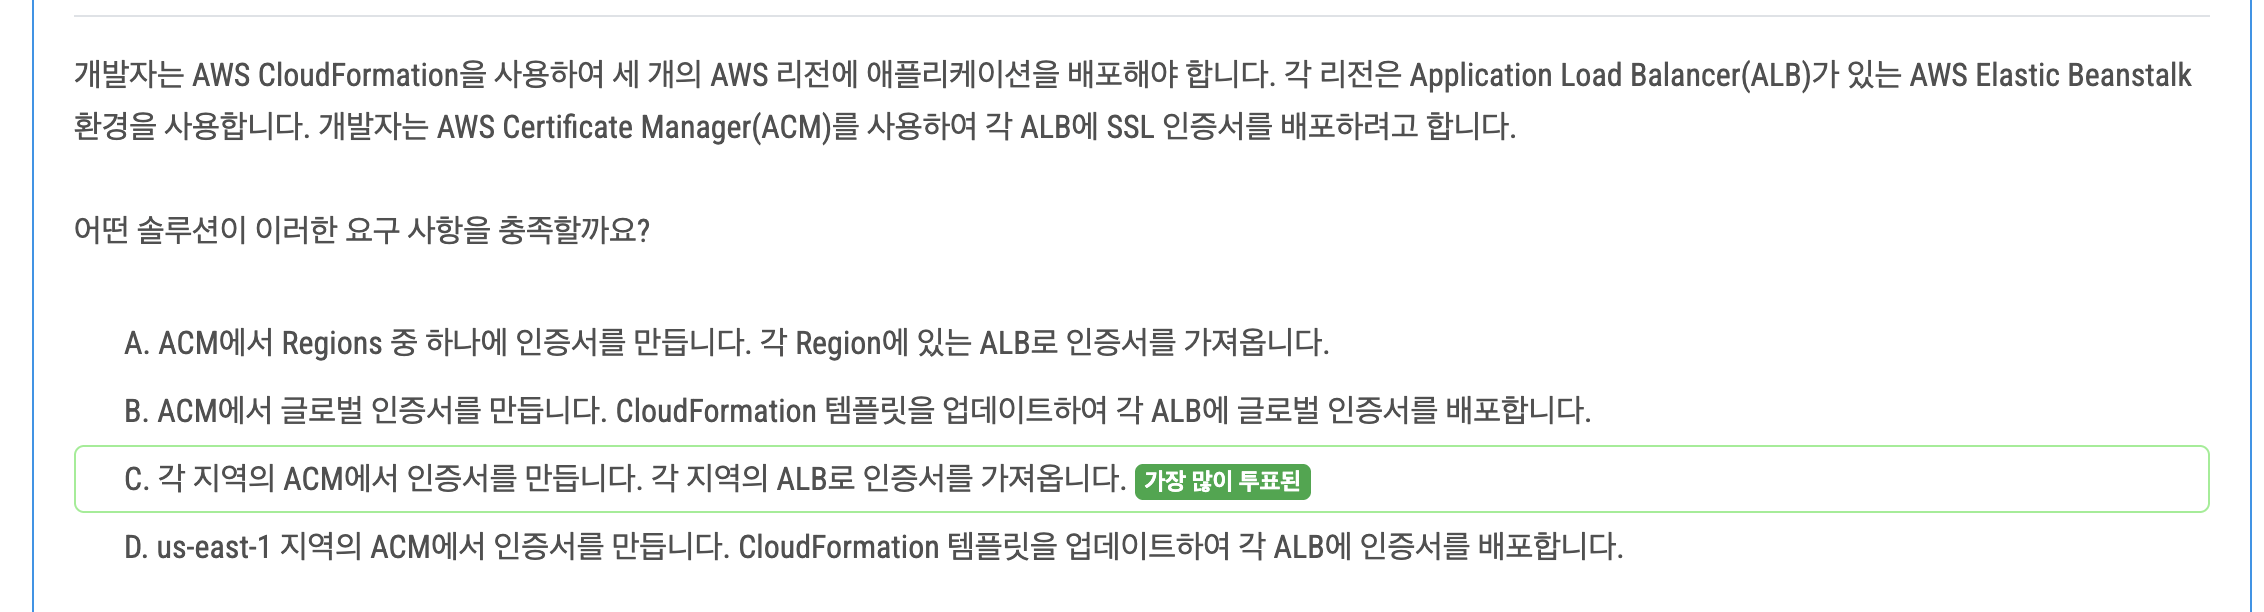 개발자는 AWS CloudFormation을 사용하여 세 개의 AWS 리전에 애플리케이션을 배포해야 합니다. 각 리전은 Application Load Balancer(ALB)가 있는 AWS Elastic Beanstalk
환경을 사용합니다. 개발자는 AWS Certificate Manager(ACM)를 사용하여 각 ALB에 SSL 인증서를 배포하려고 합니다.
어떤 솔루션이 이러한 요구 사항을 충족할까요?
A. ACM에서 Regions 중 하나에 인증서를 만듭니다. 각 Region에 있는 ALB로 인증서를 가져옵니다.
B. ACM에서 글로벌 인증서를 만듭니다. CloudFormation 템플릿을 업데이트하여 각 ALB에 글로벌 인증서를 배포합니다.
C. 각 지역의 ACM에서 인증서를 만듭니다. 각 지역의 ALB로 인증서를 가져옵니다. 가장 많이 투표된
D. us-east-1 지역의 ACM에서 인증서를 만듭니다. CloudFormation 템플릿을 업데이트하여 각 ALB에 인증서를 배포합니다.